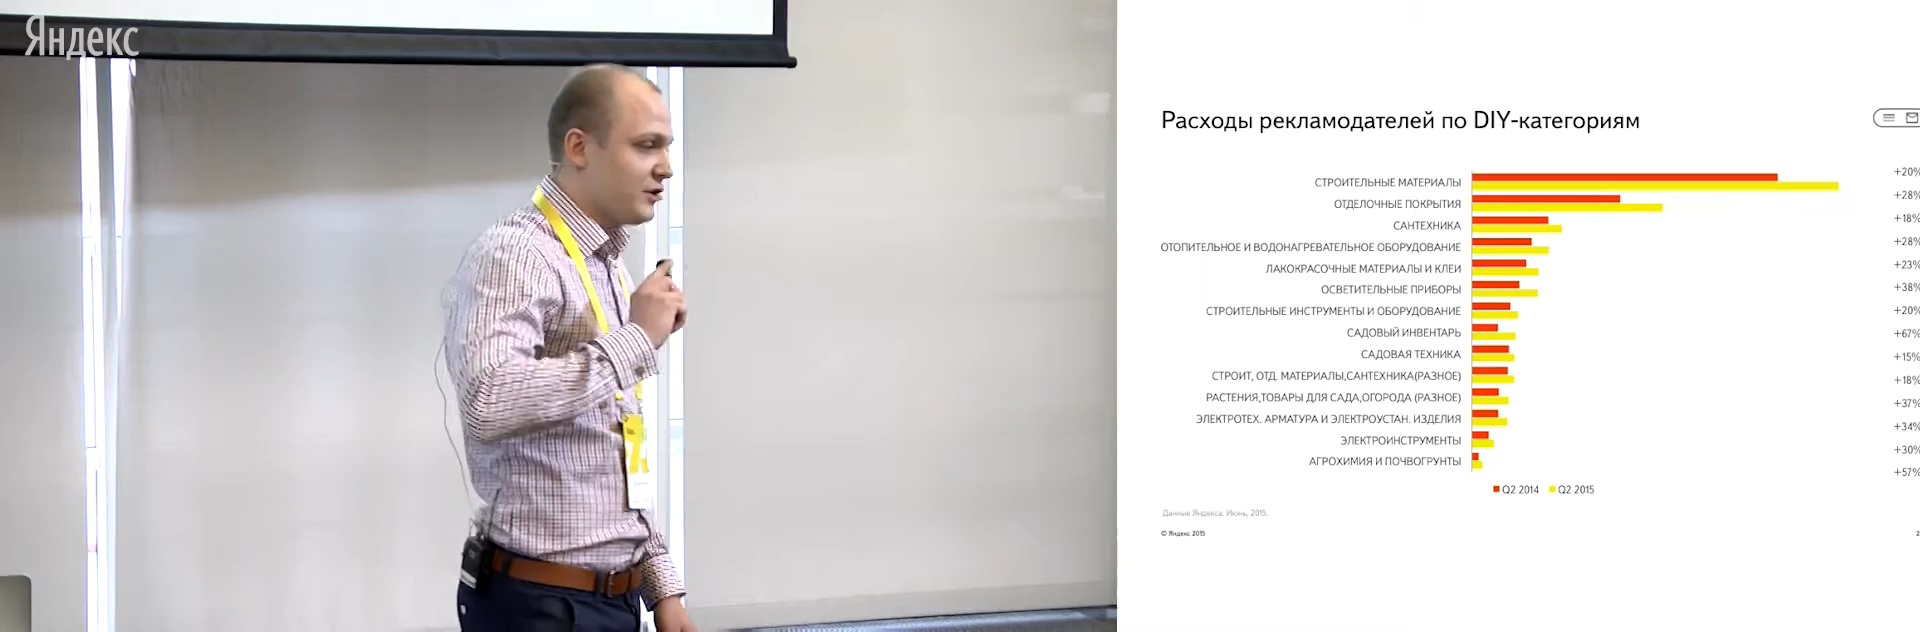 Яндекс
Расходы рекламодателей по DIY-категориям
СТРОИТЕЛЬНЫЕ МАТЕРИАЛЫ +20%
ОТДЕЛОЧНЫЕ ПОКРЫТИЯ +28%
САНТЕХНИКА +18%
ОТОПИТЕЛЬНОЕ И ВОДОНАГРЕВАТЕЛЬНОЕ ОБОРУДОВАНИЕ +28%
ЛАКОКРАСОЧНЫЕ МАТЕРИАЛЫ И КЛЕИ +23%
ОСВЕТИТЕЛЬНЫЕ ПРИБОРЫ +38%
СТРОИТЕЛЬНЫЕ ИНСТРУМЕНТЫ И ОБОРУДОВАНИЕ +20%
САДОВЫЙ ИНВЕНТАРЬ +67%
САДОВАЯ ТЕХНИКА +15%
СТРОИТ, ОТД. МАТЕРИАЛЫ,САНТЕХНИКА(РАЗНОЕ) +18%
РАСТЕНИЯ,ТОВАРЫ ДЛЯ САДА,ОГОРОДА (РАЗНОЕ) +37%
ЭЛЕКТРОТЕХ. АРМАТУРА И ЭЛЕКТРОУСТАН. ИЗДЕЛИЯ +34%
ЭЛЕКТРОИНСТРУМЕНТЫ +30%
АГРОХИМИЯ И ПОЧВОГРУНТЫ +57%
Q2 2014 Q2 2015
Данные Яндекса. Июнь, 2015.
© Яндекс 2015